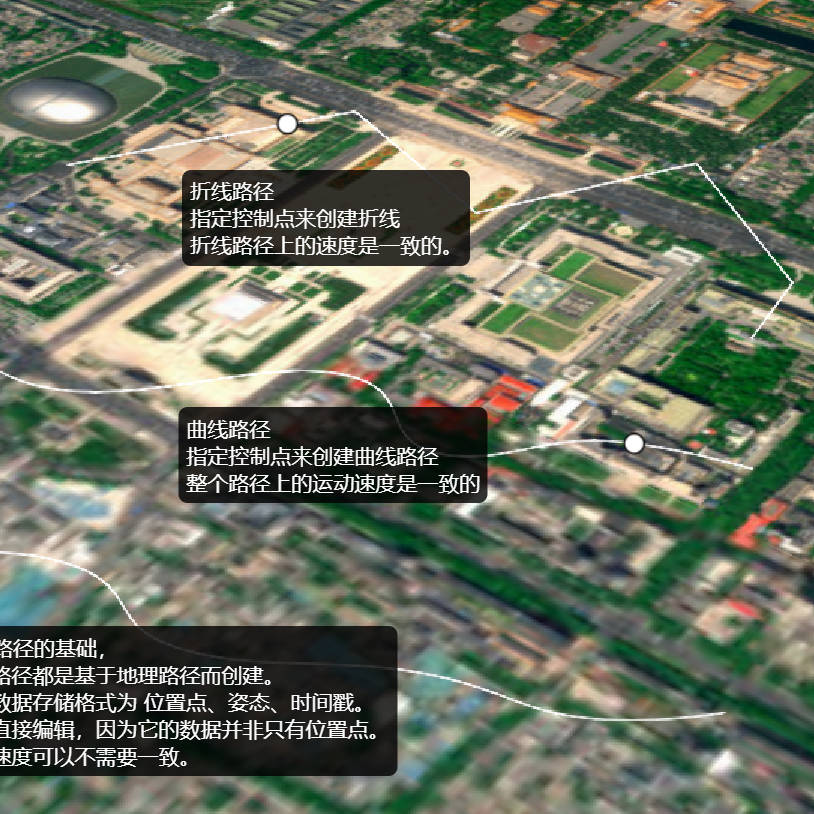 折线路径
指定控制点来创建折线
折线路径上的速度是一致的。
曲线路径
指定控制点来创建曲线路径
整个路径上的运动速度是一致的
路径的基础，
路径都是基于地理路径而创建。
数据存储格式为 位置点、姿态、时间戳。
直接编辑，因为它的数据并非只有位置点。
速度可以不需要一致。